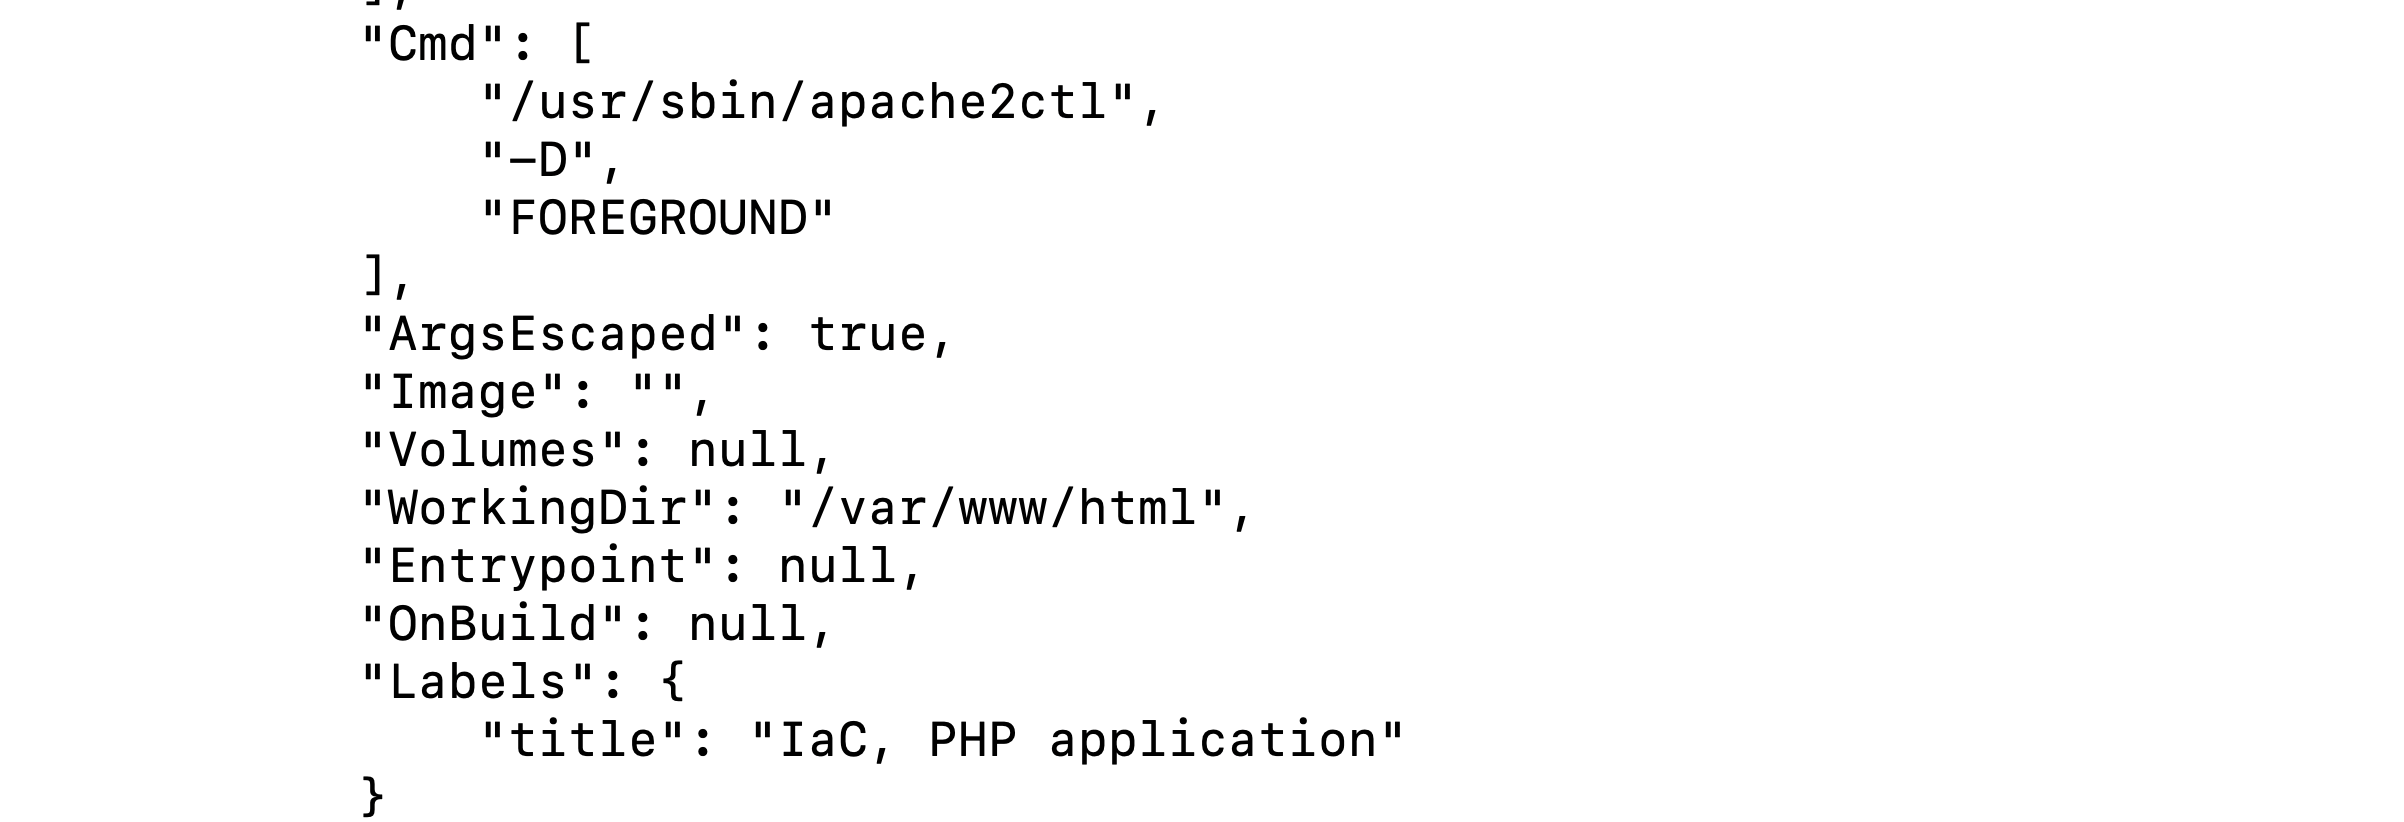 ],
"Cmd": [
    "/usr/sbin/apache2ctl",
    "-D",
    "FOREGROUND"
],
"ArgsEscaped": true,
"Image": "",
"Volumes": null,
"WorkingDir": "/var/www/html",
"Entrypoint": null,
"OnBuild": null,
"Labels": {
    "title": "IaC, PHP application"
}